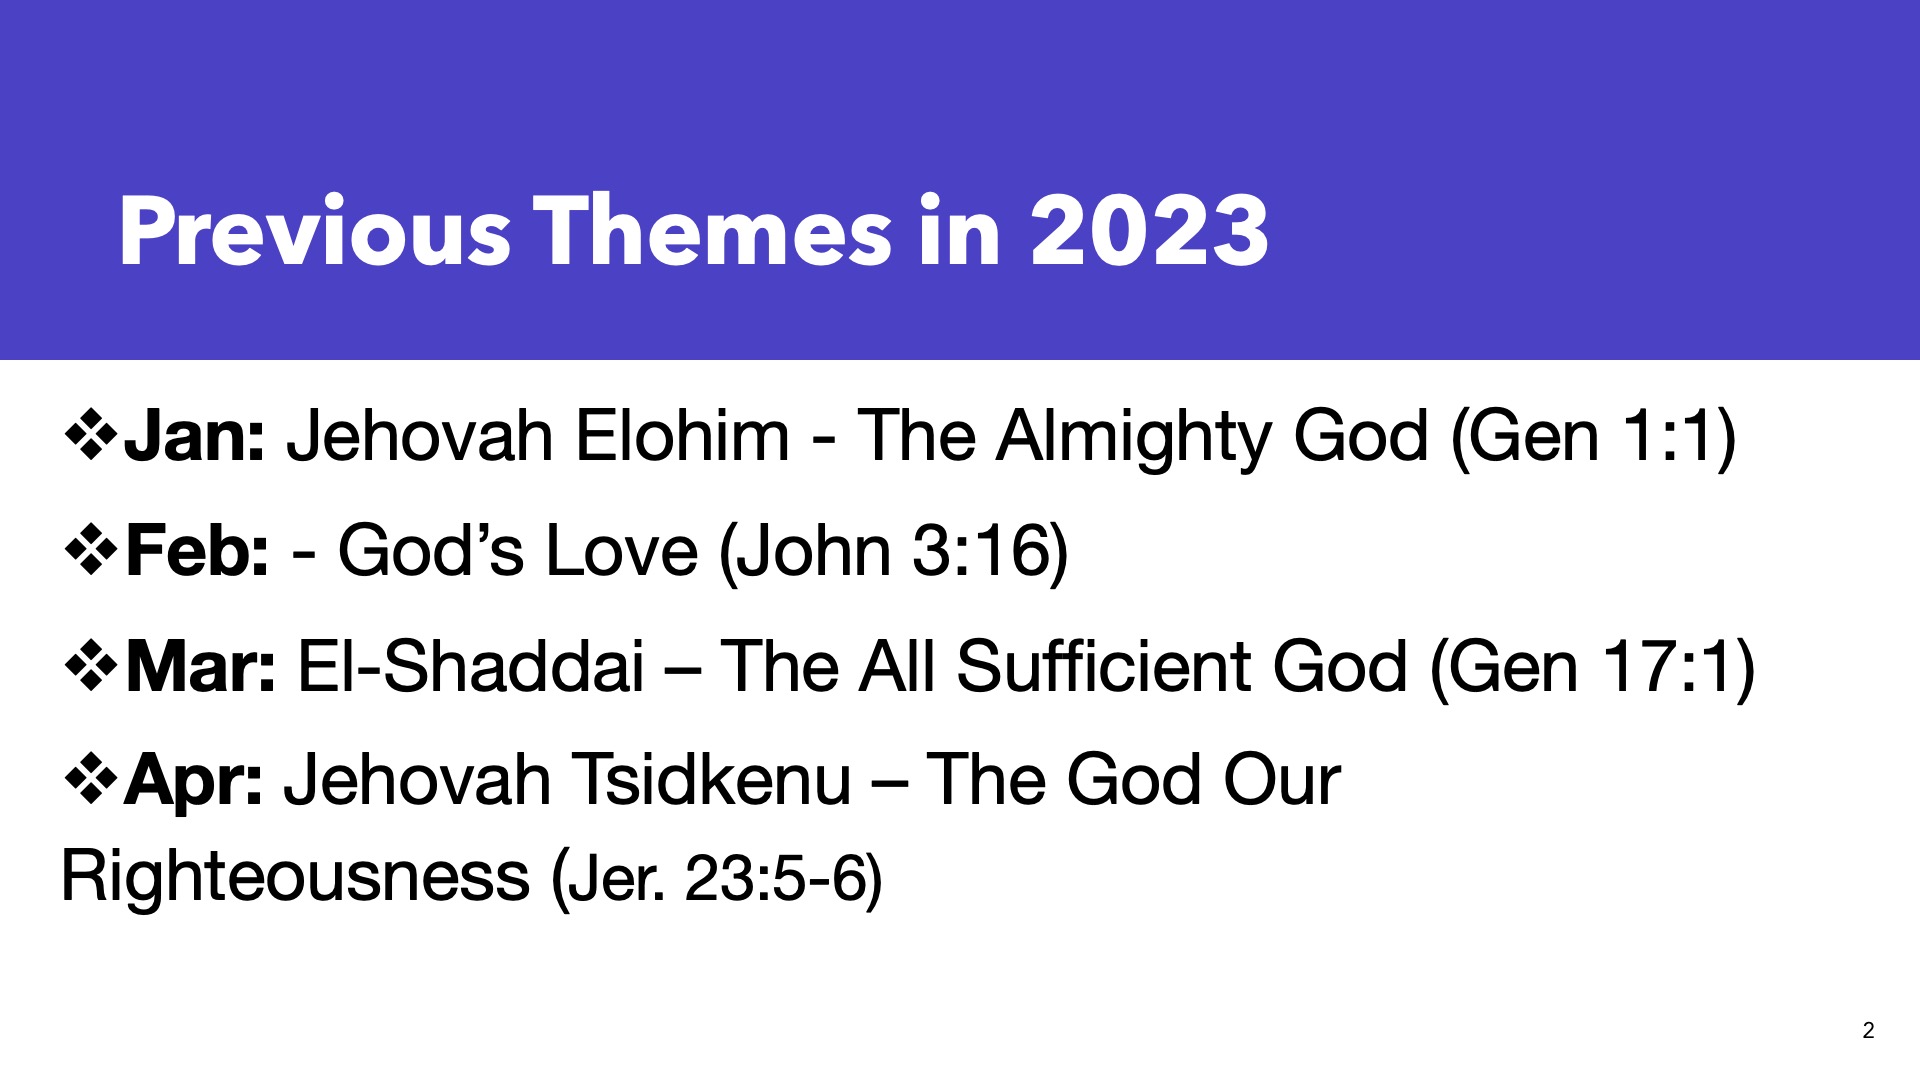 Previous Themes in 2023
❖Jan: Jehovah Elohim - The Almighty God (Gen 1:1)
❖Feb: - God’s Love (John 3:16)
❖Mar: El-Shaddai – The All Sufficient God (Gen 17:1)
❖Apr: Jehovah Tsidkenu – The God Our
Righteousness (Jer. 23:5-6)
2